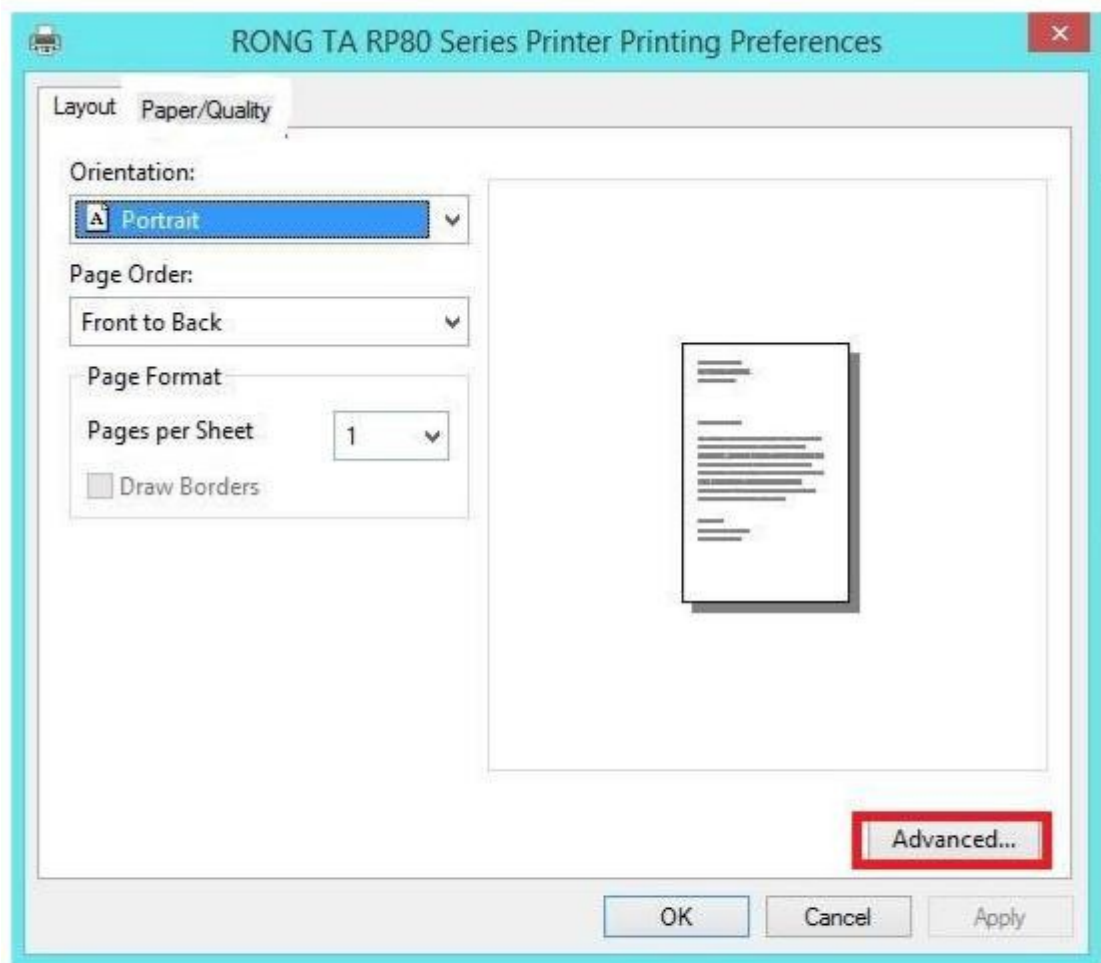 RONG TA RP80 Series Printer Printing Preferences
Layout Paper/Quality
Orientation:
A Portrait
Page Order:
Front to Back
Page Format
Pages per Sheet 1
Draw Borders
Advanced...
OK Cancel Apply